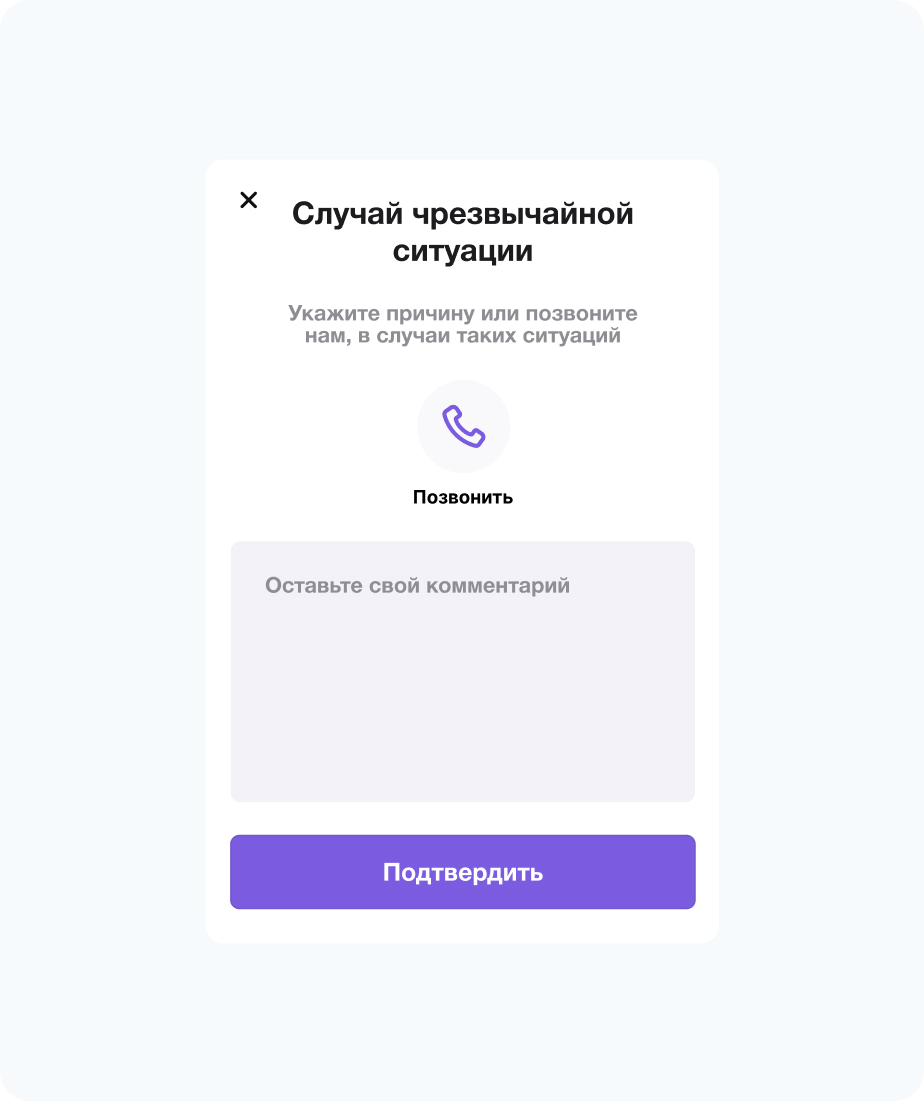 Случай чрезвычайной
ситуации
Укажите причину или позвоните
нам, в случаи таких ситуаций
Позвонить
Оставьте свой комментарий
Подтвердить